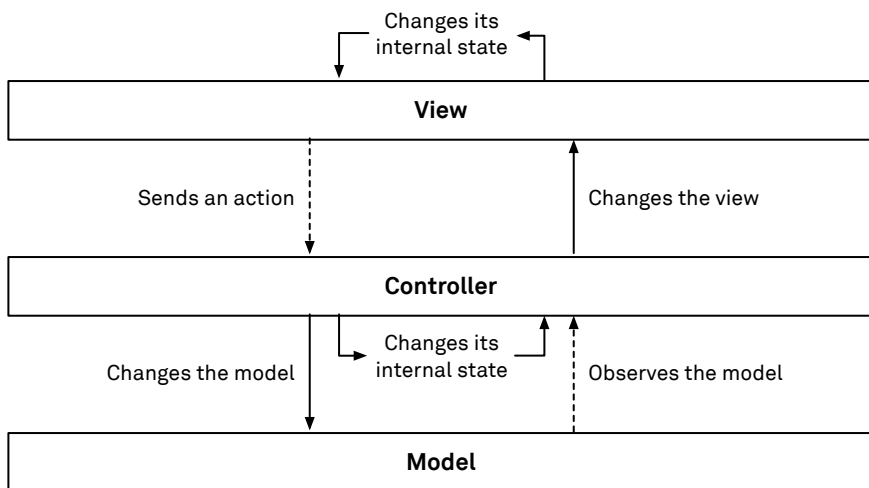 Changes its
internal state
View
Sends an action
Changes the view
Controller
Changes its
internal state
Changes the model
Observes the model
Model